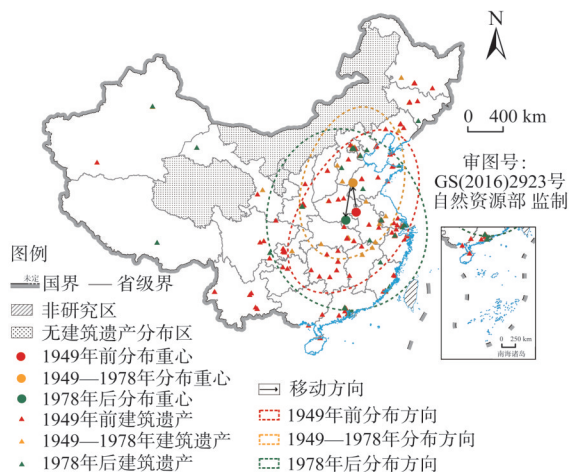 N
0 400 km
审图号:
GS(2016)2923号
自然资源部 监制
图例
未定 国界 省级界
非研究区
无建筑遗产分布区
1949年前分布重心
1949—1978年分布重心
1978年后分布重心
1949年前建筑遗产
1949—1978年建筑遗产
1978年后建筑遗产
移动方向
1949年前分布方向
1949—1978年分布方向
1978年后分布方向
0 250 km
南海诸岛